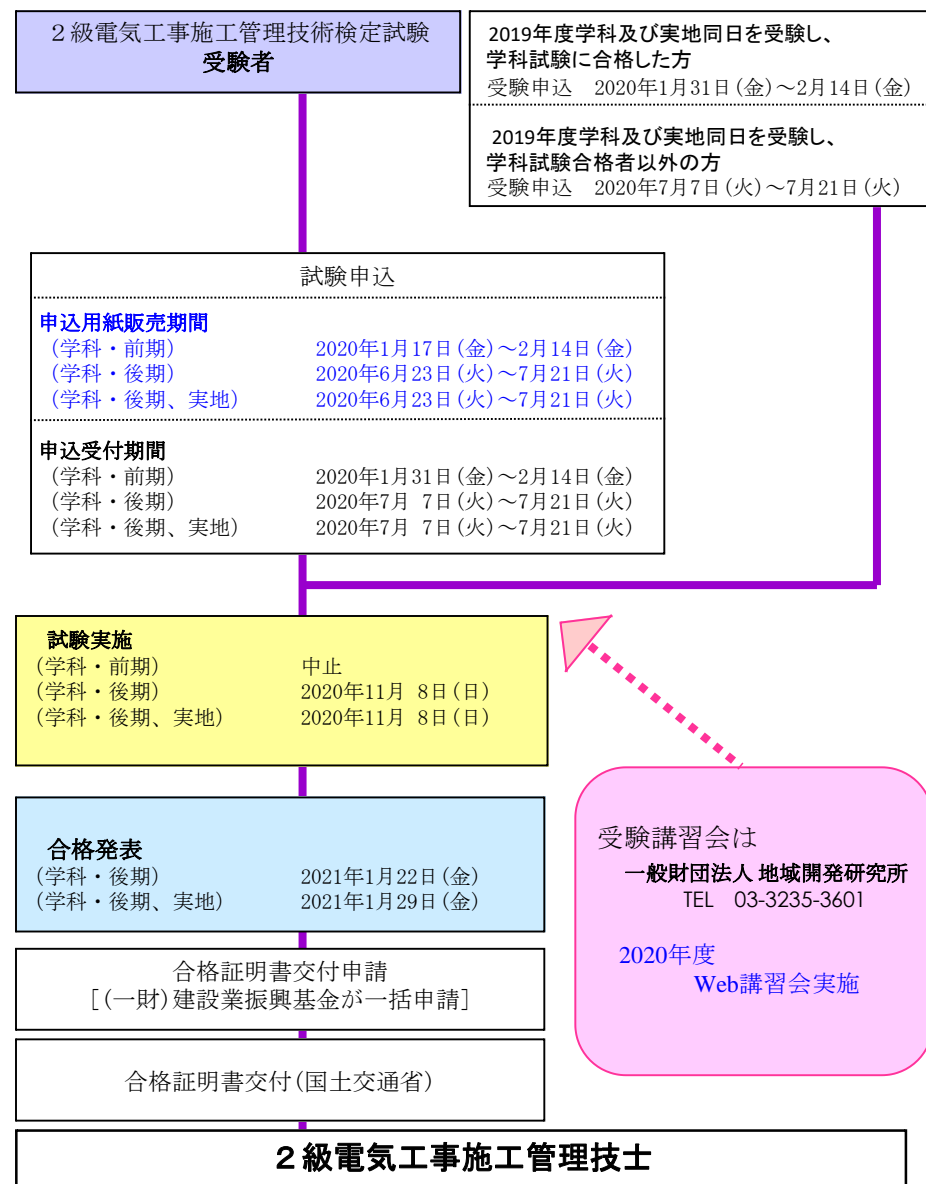 ２級電気工事施工管理技術検定試験
受験者
2019年度学科及び実地同日を受験し、
学科試験に合格した方
受験申込　2020年1月31日(金)～2月14日(金)
2019年度学科及び実地同日を受験し、
学科試験合格者以外の方
受験申込　2020年7月7日(火)～7月21日(火)
試験申込
申込用紙販売期間
(学科・前期)　2020年1月17日(金)～2月14日(金)
(学科・後期)　2020年6月23日(火)～7月21日(火)
(学科・後期、実地)　2020年6月23日(火)～7月21日(火)
申込受付期間
(学科・前期)　2020年1月31日(金)～2月14日(金)
(学科・後期)　2020年7月 7日(火)～7月21日(火)
(学科・後期、実地)　2020年7月 7日(火)～7月21日(火)
試験実施
(学科・前期)　中止
(学科・後期)　2020年11月 8日(日)
(学科・後期、実地)　2020年11月 8日(日)
合格発表
(学科・後期)　2021年1月22日(金)
(学科・後期、実地)　2021年1月29日(金)
受験講習会は
一般財団法人 地域開発研究所
TEL　03-3235-3601
2020年度
Web講習会実施
合格証明書交付申請
[(一財)建設業振興基金が一括申請]
合格証明書交付(国土交通省)
２級電気工事施工管理技士